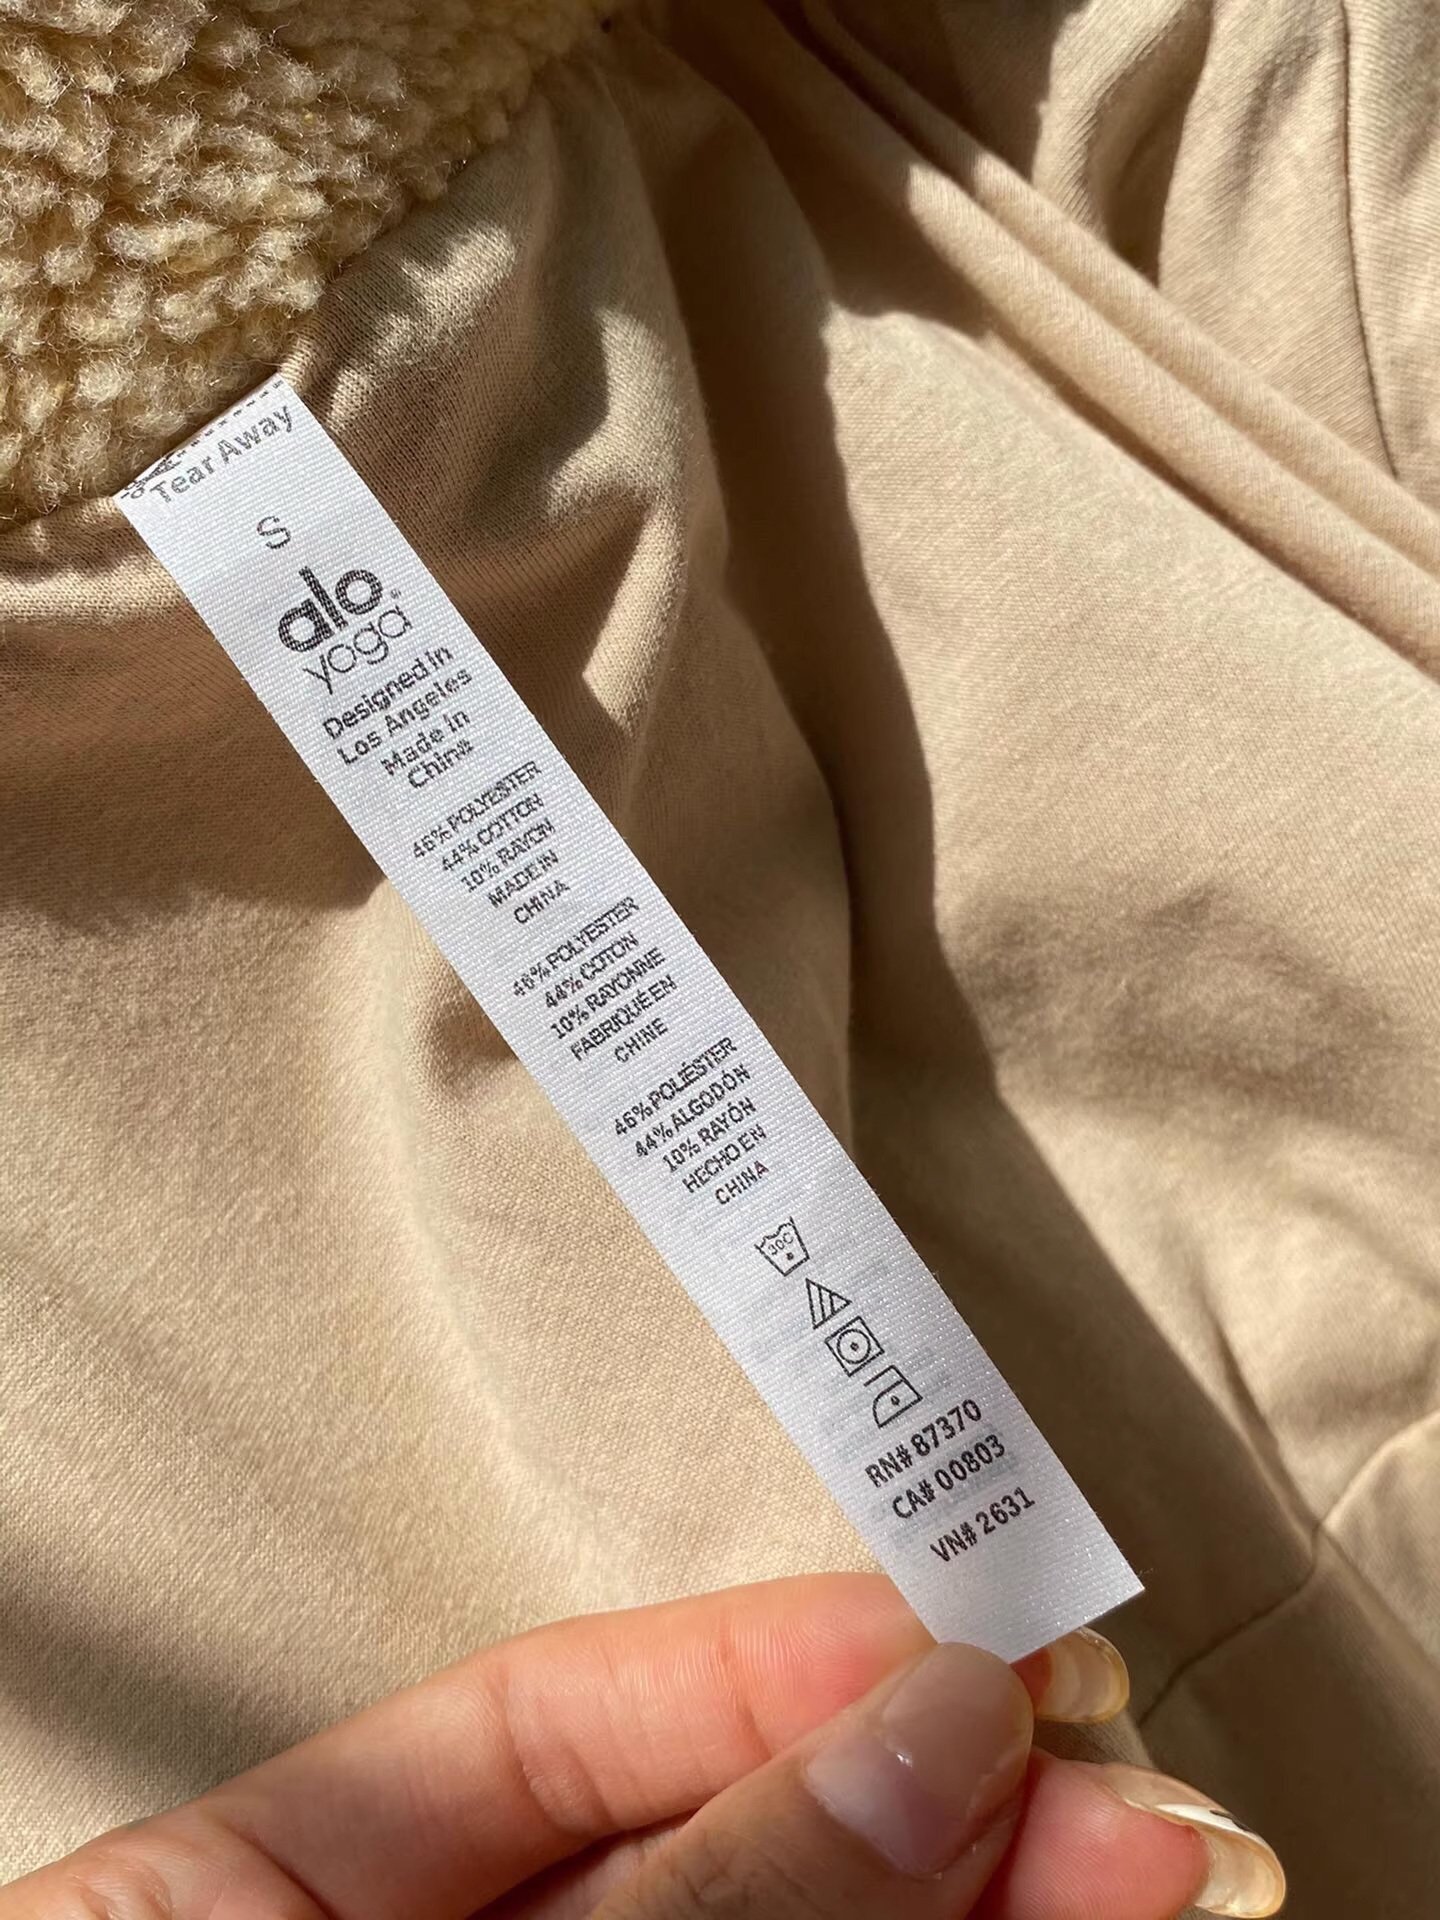 Tear Away
S
alo®
yoga
Designed in
Los Angeles
Made in
China
46% POLYESTER
44% COTTON
10% RAYON
MADE IN
CHINA
46% POLYESTER
44% COTON
10% RAYONNE
FABRIQUÉ EN
CHINE
46% POLIÉSTER
44% ALGODÓN
10% RAYÓN
HECHO EN
CHINA
30C
RN# 87370
CA# 00803
VN# 2631